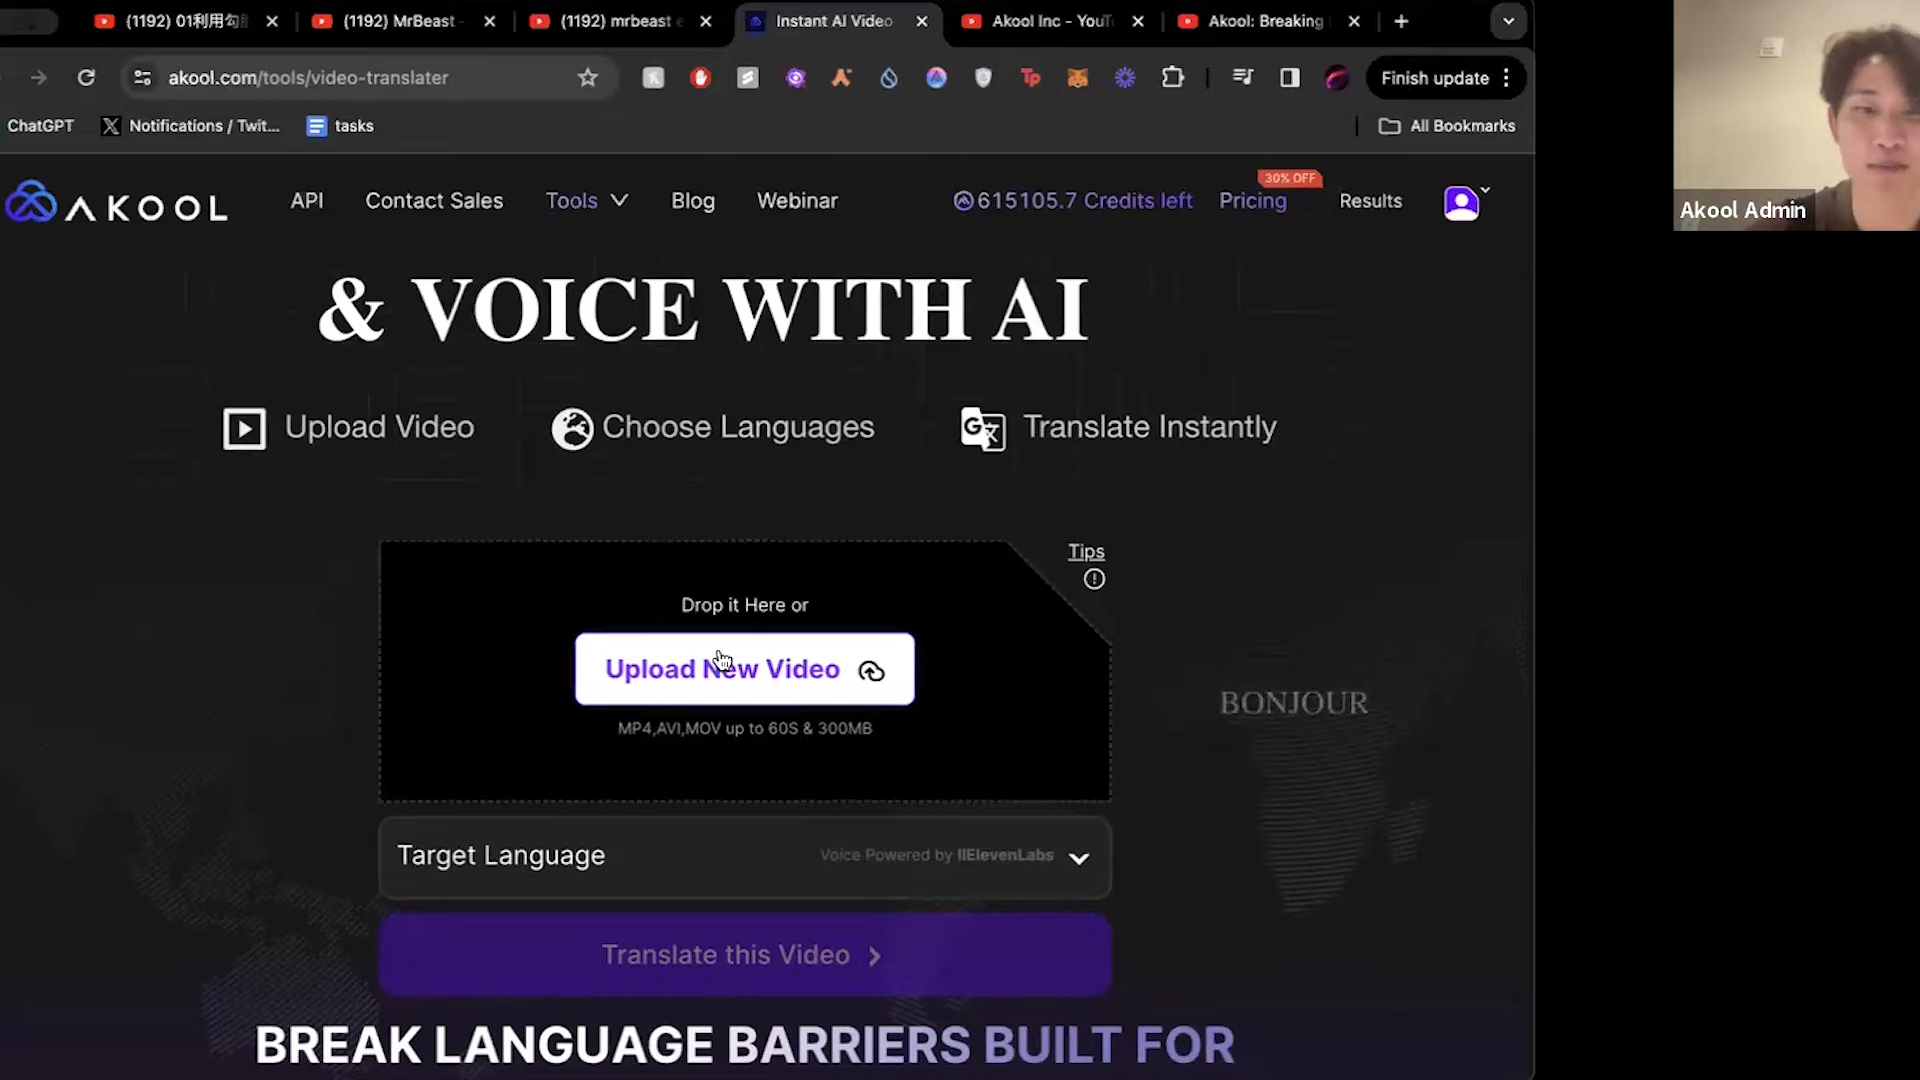 (1192) 01利用勾
(1192) MrBeast -
(1192) mrbeast e
Instant AI Video
Akool Inc - YouT
Akool: Breaking
akool.com/tools/video-translater
Tp
Finish update
ChatGPT
X
Notifications / Twit...
tasks
All Bookmarks
AKOOL
API
Contact Sales
Tools
Blog
Webinar
615105.7 Credits left
Pricing
30% OFF
Results
Akool Admin
& VOICE WITH AI
Upload Video
Choose Languages
Translate Instantly
Tips
Drop it Here or
Upload New Video
MP4,AVI,MOV up to 60S & 300MB
BONJOUR
Target Language
Voice Powered by IIElevenLabs
Translate this Video
BREAK LANGUAGE BARRIERS BUILT FOR